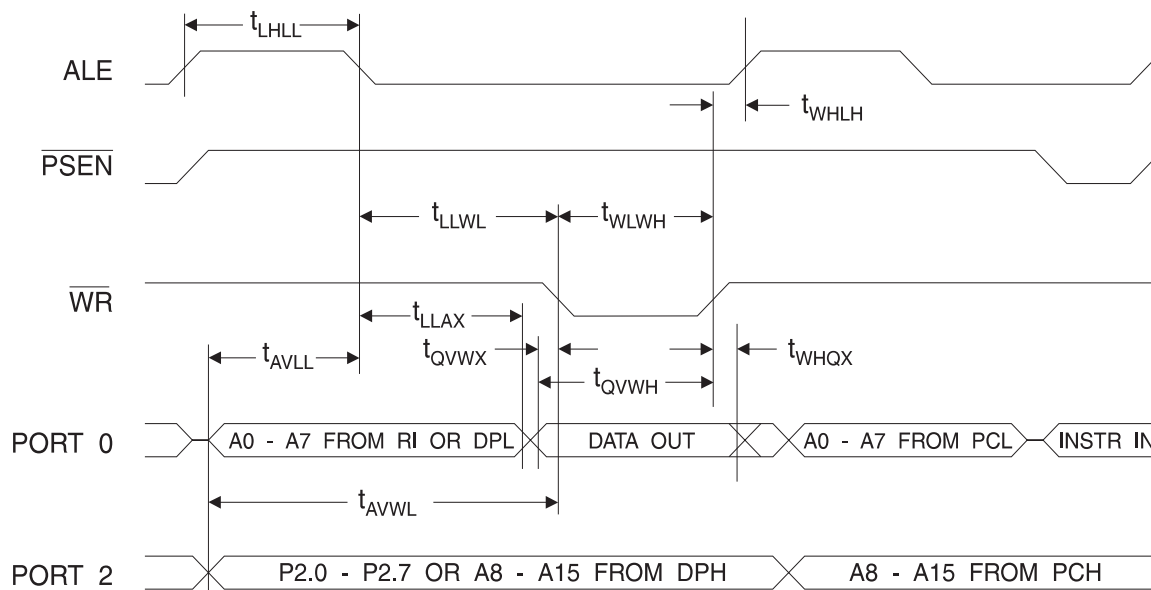 tLHLL
ALE
tWHLH
PSEN
tLLWL
tWLWH
WR
tLLAX
tAVLL
tQVWX
tWHQX
tQVWH
PORT 0
A0 - A7 FROM RI OR DPL
DATA OUT
A0 - A7 FROM PCL
INSTR IN
tAVWL
PORT 2
P2.0 - P2.7 OR A8 - A15 FROM DPH
A8 - A15 FROM PCH